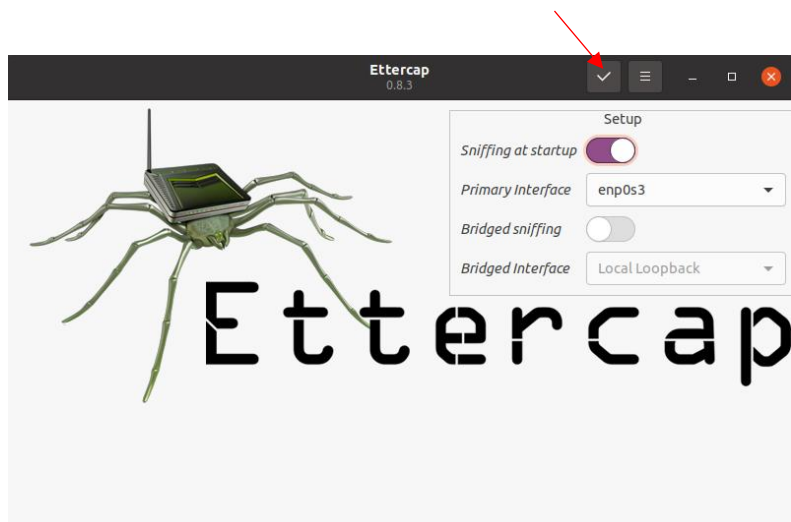 Ettercap
0.8.3
Setup
Sniffing at startup
Primary Interface enp0s3
Bridged sniffing
Bridged Interface Local Loopback
Ettercap